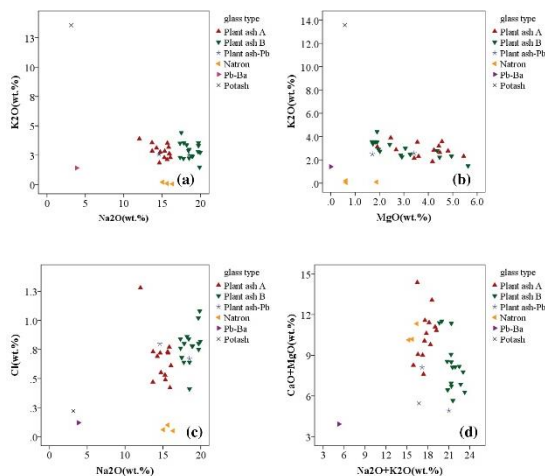 glass type
Plant ash A
Plant ash B
Plant ash-Pb
Natron
Pb-Ba
Potash
K2O(wt.%)
13
10
8
5
3
0
0 5 10 15 20
Na2O(wt.%)
(a)
glass type
Plant ash A
Plant ash B
Plant ash-Pb
Natron
Pb-Ba
Potash
K2O(wt.%)
14.0
12.0
10.0
8.0
6.0
4.0
2.0
.0
.0 1.0 2.0 3.0 4.0 5.0 6.0
MgO(wt.%)
(b)
glass type
Plant ash A
Plant ash B
Plant ash-Pb
Natron
Pb-Ba
Potash
Cl(wt.%)
1.3
1.0
.8
.5
.3
.0
0 5 10 15 20
Na2O(wt.%)
(c)
glass type
Plant ash A
Plant ash B
Plant ash-Pb
Natron
Pb-Ba
Potash
CaO+MgO(wt.%)
15
12
9
6
3
3 6 9 12 15 18 21 24
Na2O+K2O(wt.%)
(d)